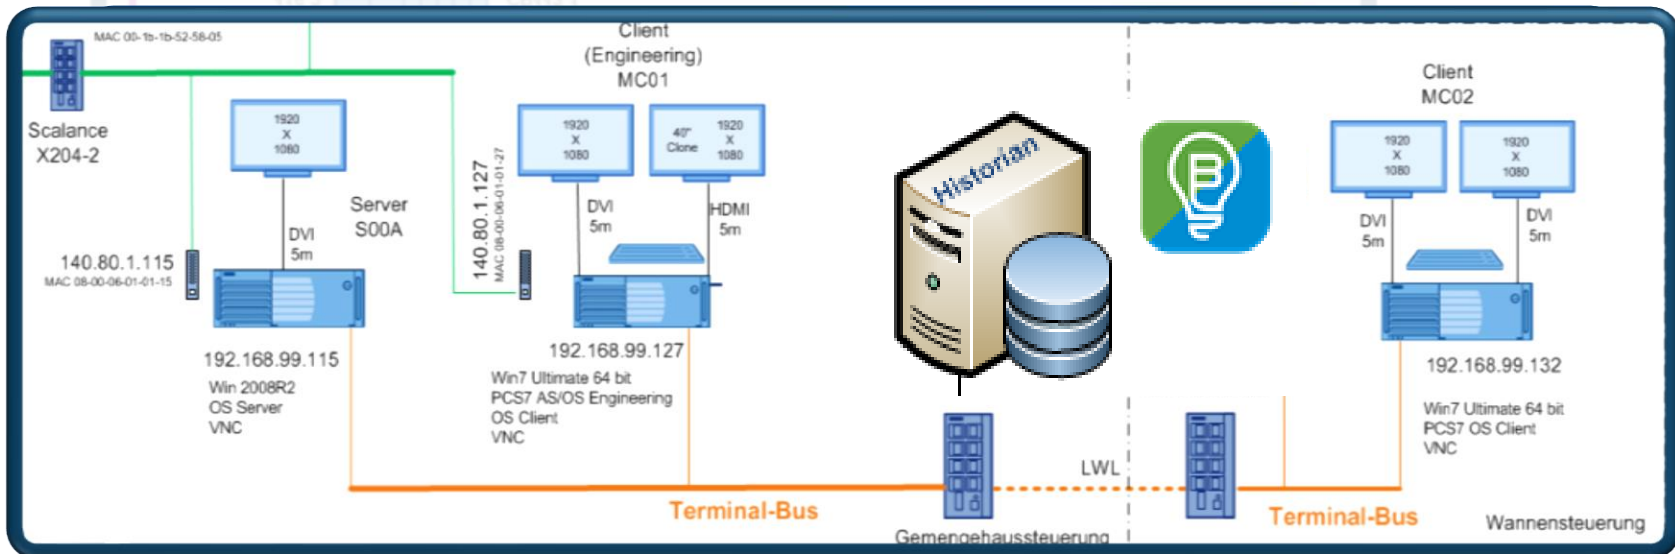 MAC 00-1b-1b-52-58-05
Scalance
X204-2
1920
X
1080
Server
S00A
DVI
5m
140.80.1.115
MAC 08-00-06-01-01-15
192.168.99.115
Win 2008R2
OS Server
VNC
Client
(Engineering)
MC01
1920
X
1080
40"
Clone
1920
X
1080
140.80.1.127
MAC 08-00-06-01-01-27
DVI
5m
HDMI
5m
192.168.99.127
Win7 Ultimate 64 bit
PCS7 AS/OS Engineering
OS Client
VNC
Historian
Client
MC02
1920
X
1080
1920
X
1080
DVI
5m
DVI
5m
192.168.99.132
Win7 Ultimate 64 bit
PCS7 OS Client
VNC
LWL
Terminal-Bus
Gemengehaussteuerung
Terminal-Bus
Wannensteuerung